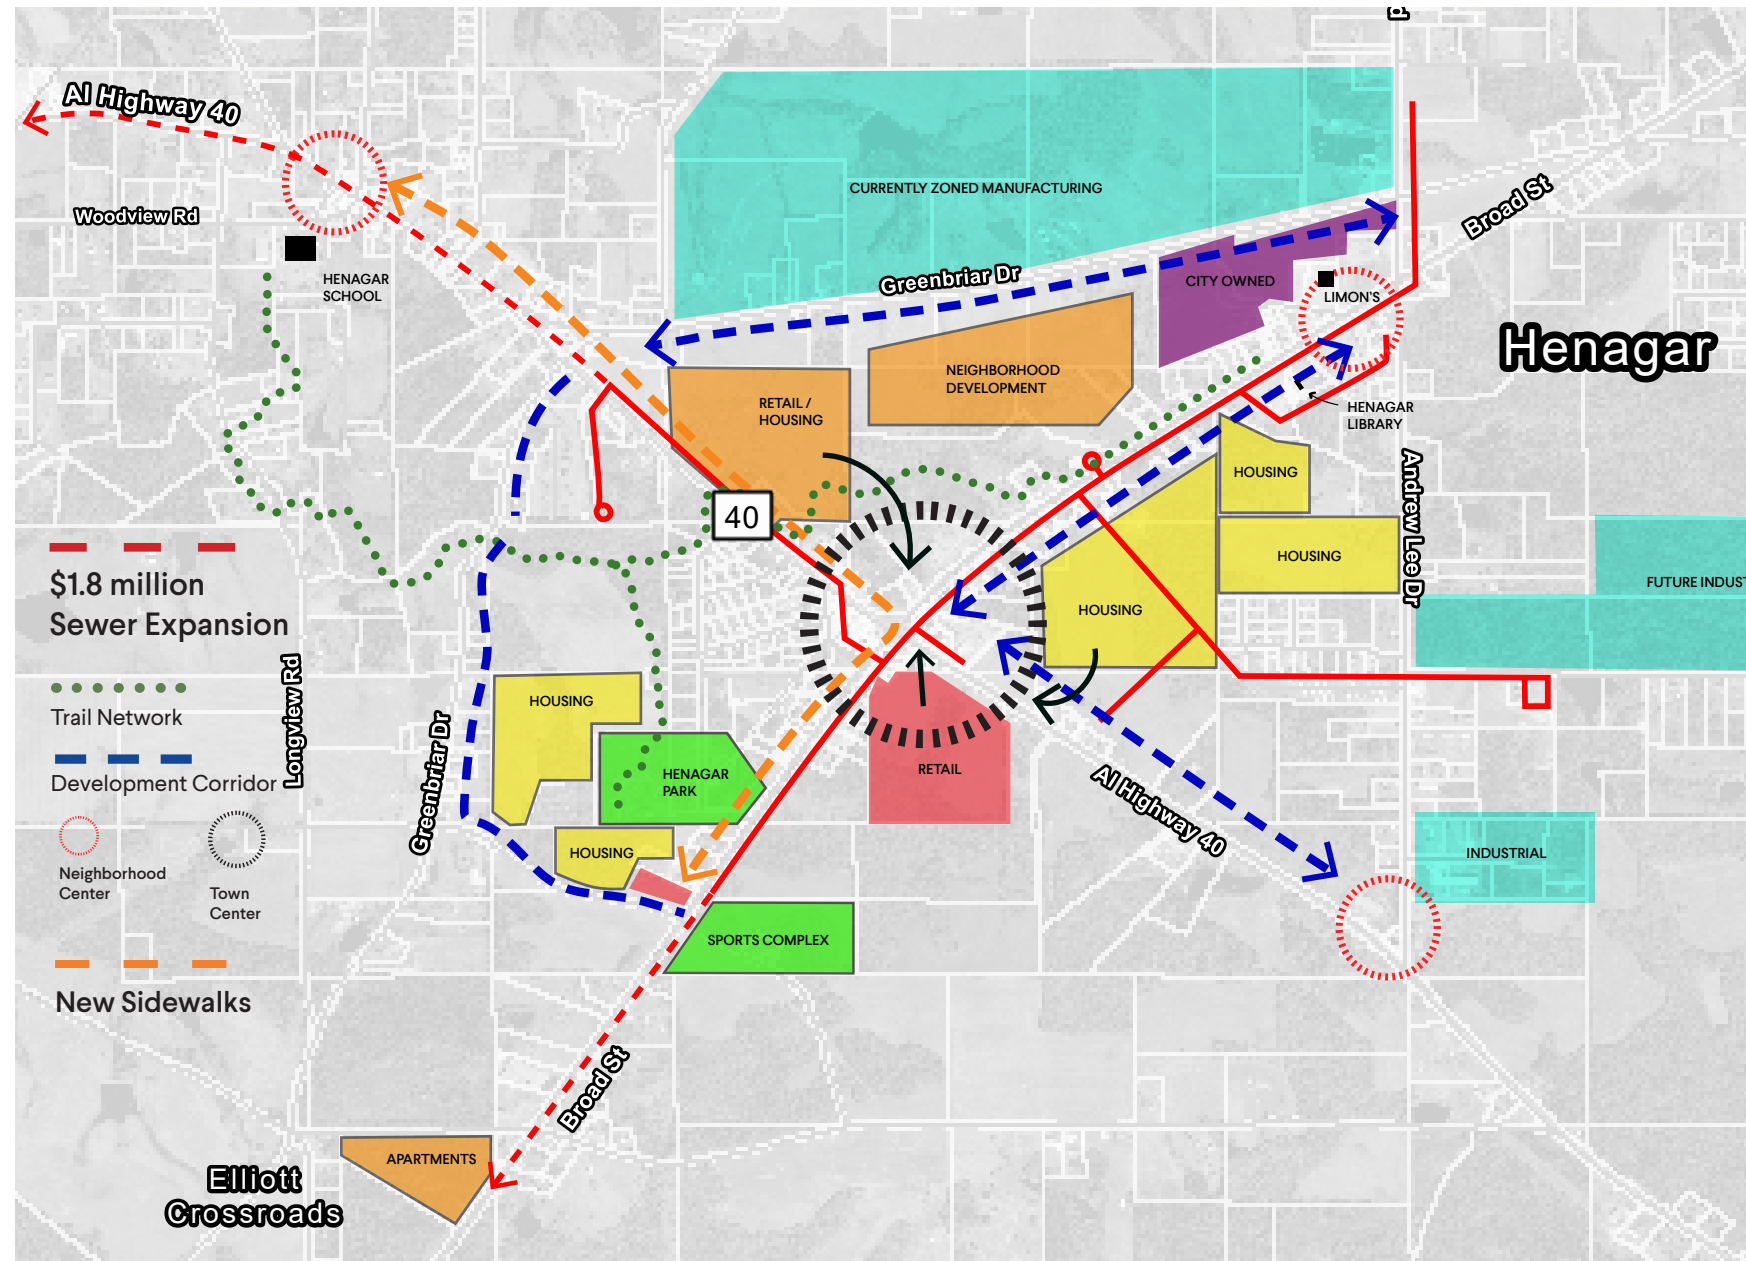 Al Highway 40
Woodview Rd
HENAGAR
SCHOOL
CURRENTLY ZONED MANUFACTURING
Broad St
Greenbriar Dr
CITY OWNED
LIMON'S
Henagar
NEIGHBORHOOD
DEVELOPMENT
RETAIL /
HOUSING
HENAGAR
LIBRARY
HOUSING
Andrew Lee Dr
40
HOUSING
HOUSING
FUTURE INDUST
$1.8 million
Sewer Expansion
Trail Network
Development Corridor
Longview Rd
Neighborhood
Center
Town
Center
New Sidewalks
HOUSING
Greenbriar Dr
HENAGAR
PARK
RETAIL
Al Highway 40
HOUSING
INDUSTRIAL
SPORTS COMPLEX
Broad St
APARTMENTS
Elliott
Crossroads